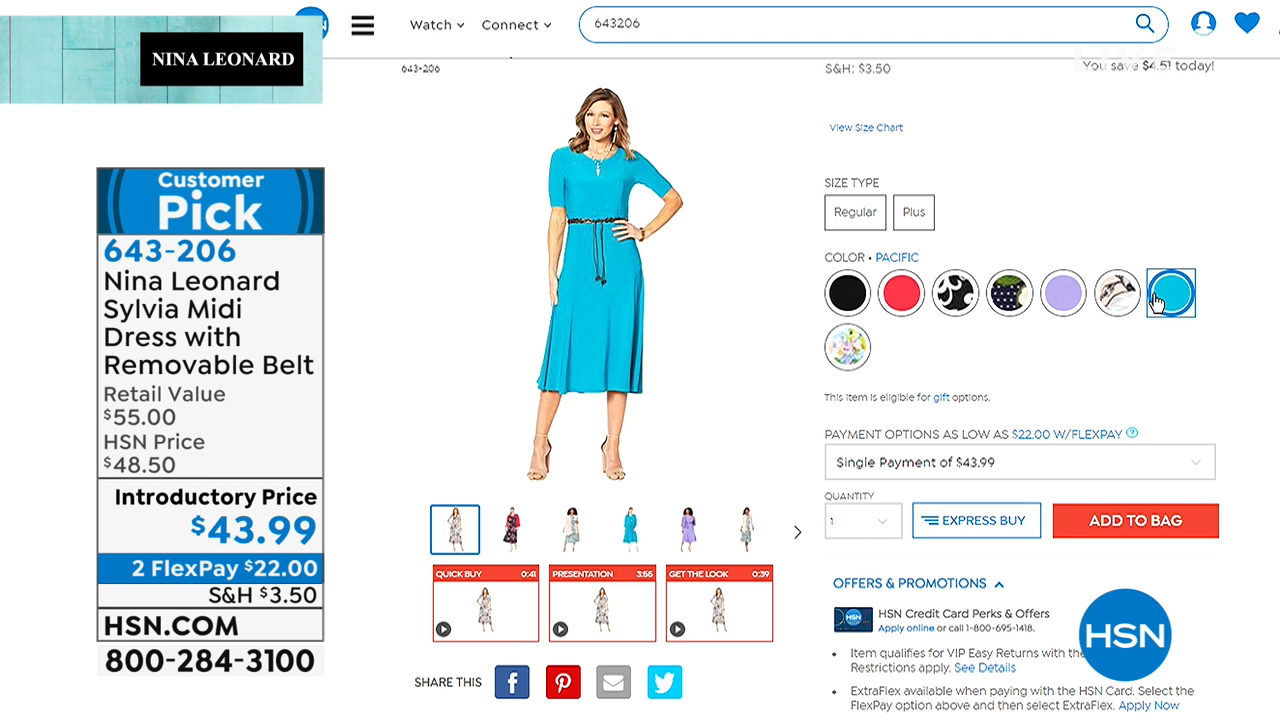 NINA LEONARD
Customer
Pick
643-206
Nina Leonard
Sylvia Midi
Dress with
Removable Belt
Retail Value
$55.00
HSN Price
$48.50
Introductory Price
$43.99
2 FlexPay $22.00
S&H $3.50
HSN.COM
800-284-3100
Watch
Connect
643206
643-206
S&H: $3.50
You save $4.51 today!
LIVE
View Size Chart
SIZE TYPE
Regular
Plus
COLOR • PACIFIC
This item is eligible for gift options.
PAYMENT OPTIONS AS LOW AS $22.00 W/FLEXPAY ?
Single Payment of $43.99
QUANTITY
1
EXPRESS BUY
ADD TO BAG
QUICK BUY 0:41
PRESENTATION 3:55
GET THE LOOK 0:39
SHARE THIS
OFFERS & PROMOTIONS
HSN
HSN Credit Card Perks & Offers
Apply online or call 1-800-695-1418.
• Item qualifies for VIP Easy Returns with the
Restrictions apply. See Details
• ExtraFlex available when paying with the HSN Card. Select the
FlexPay option above and then select ExtraFlex. Apply Now
HSN